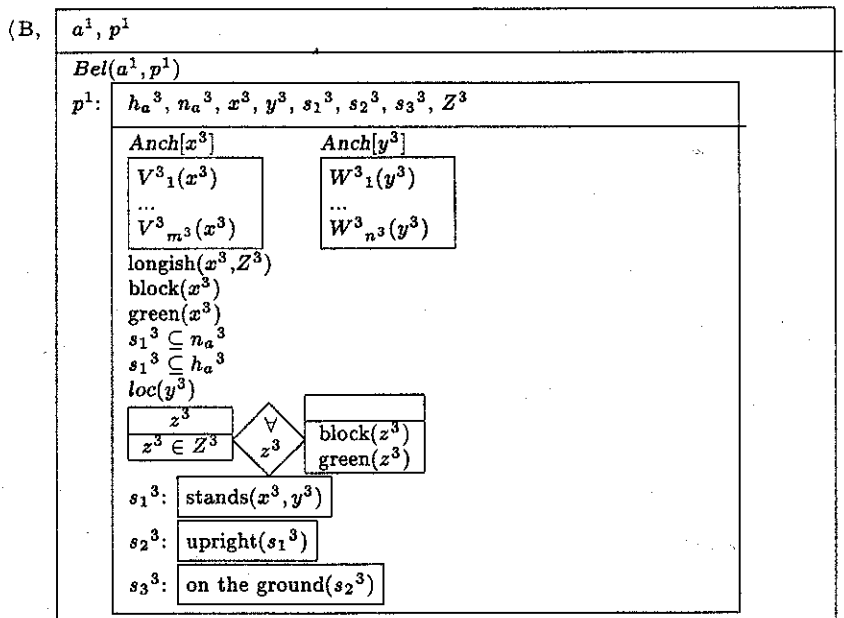 ⟨B, a¹, p¹
Bel(a¹, p¹)
p¹: hₐ³, nₐ³, x³, y³, s₁³, s₂³, s₃³, Z³
Anch[x³] Anch[y³]
V³₁(x³) W³₁(y³)
... ...
V³ₘ³(x³) W³ₙ³(y³)
longish(x³,Z³)
block(x³)
green(x³)
s₁³ ⊆ nₐ³
s₁³ ⊆ hₐ³
loc(y³)
z³ ∀
z³ ∈ Z³ z³ block(z³)
green(z³)
s₁³: stands(x³, y³)
s₂³: upright(s₁³)
s₃³: on the ground(s₂³)